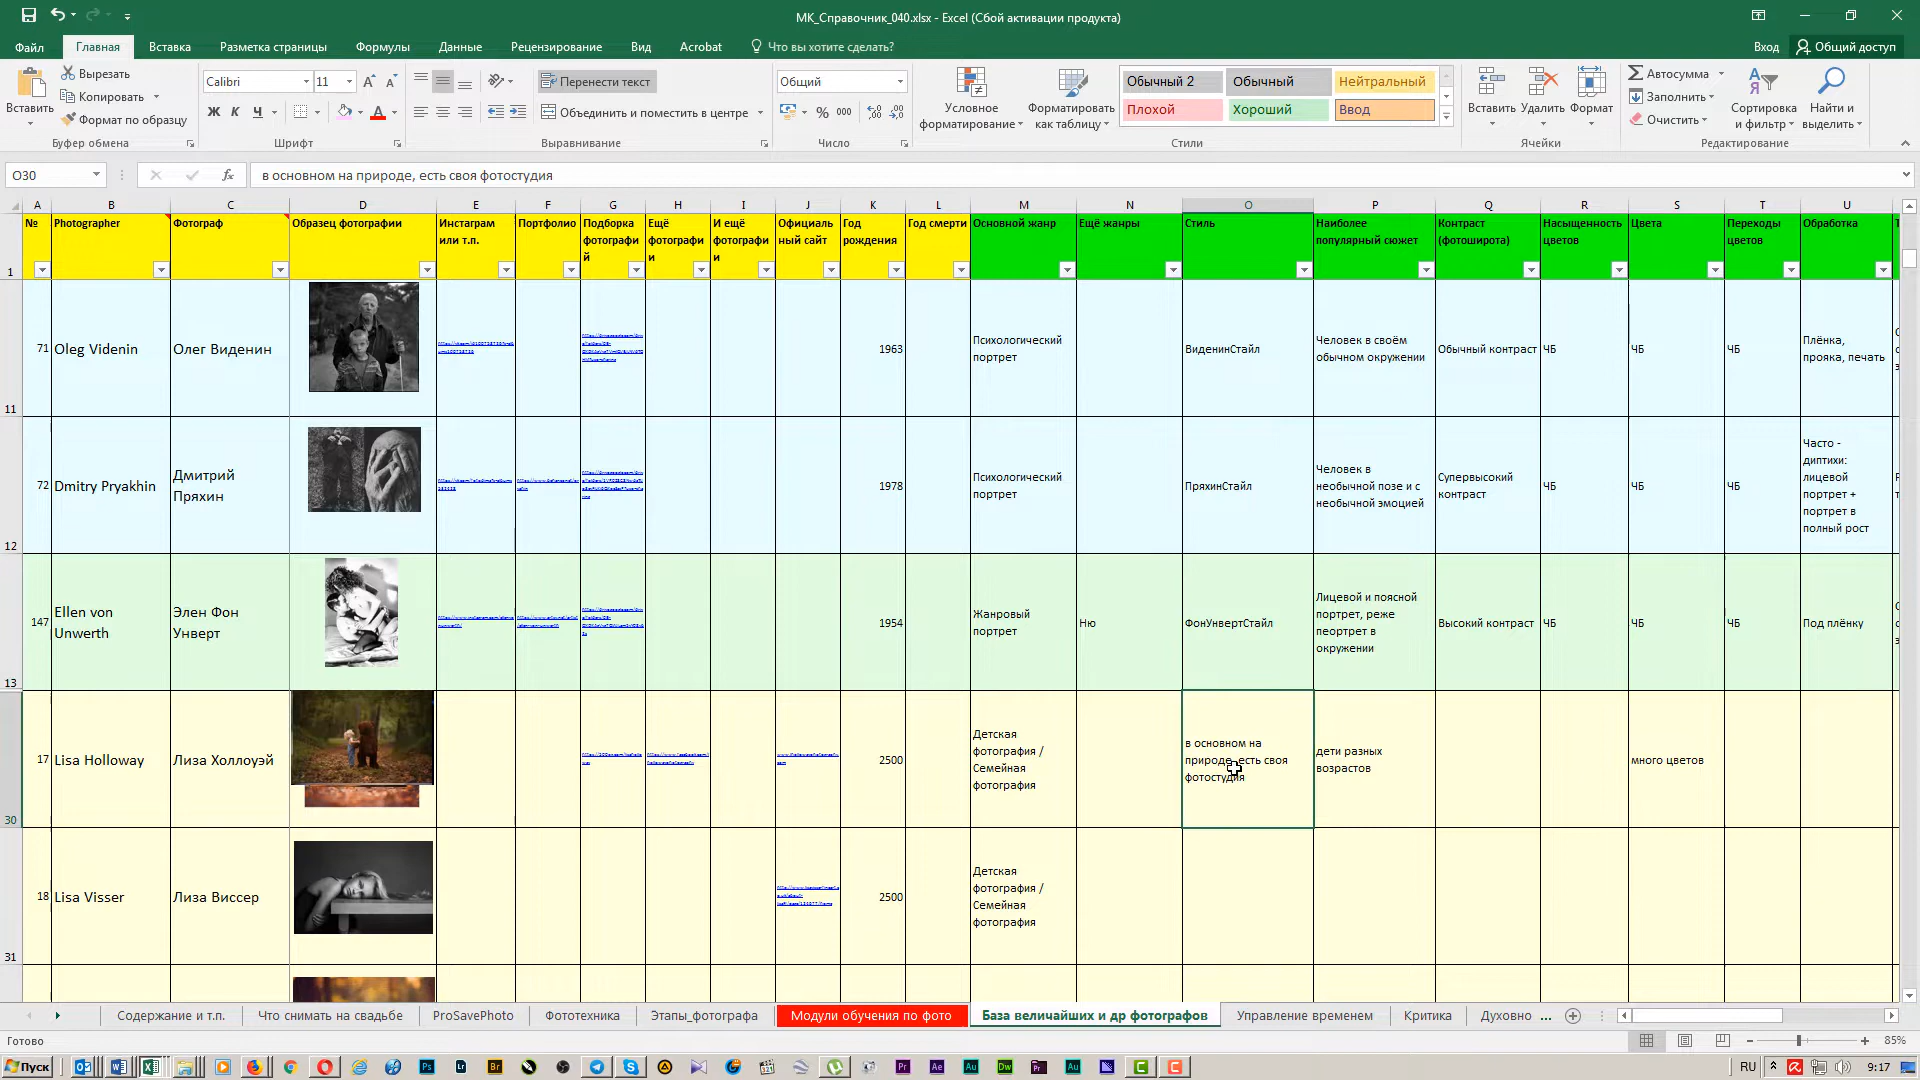 МК_Справочник_040.xlsx - Excel (Сбой активации продукта)
Файл Главная Вставка Разметка страницы Формулы Данные Рецензирование Вид Acrobat Что вы хотите сделать? Вход Общий доступ
Вставить
Вырезать
Копировать
Формат по образцу
Буфер обмена
Calibri 11
Ж К Ч
Шрифт
Перенести текст
Объединить и поместить в центре
Выравнивание
Общий
% 000
Число
Условное форматирование
Форматировать как таблицу
Обычный 2 Обычный Нейтральный
Плохой Хороший Ввод
Стили
Вставить Удалить Формат
Ячейки
Автосумма
Заполнить
Очистить
Сортировка и фильтр
Найти и выделить
Редактирование
O30 fx в основном на природе, есть своя фотостудия
A B C D E F G H I J K L M N O P Q R S T U
1 № Photographer Фотограф Образец фотографии Инстаграм или т.п. Портфолио Подборка фотографий Ещё фотографии И ещё фотографии Официальный сайт Год рождения Год смерти Основной жанр Ещё жанры Стиль Наиболее популярный сюжет Контраст (фотоширота) Насыщенность цветов Цвета Переходы цветов Обработка
11 71 Oleg Videnin Олег Виденин 1963 Психологический портрет ВиденинСтайл Человек в своём обычном окружении Обычный контраст ЧБ ЧБ ЧБ Плёнка, прояка, печать
12 72 Dmitry Pryakhin Дмитрий Пряхин 1978 Психологический портрет ПряхинСтайл Человек в необычной позе и с необычной эмоцией Супервысокий контраст ЧБ ЧБ ЧБ Часто - диптихи: лицевой портрет + портрет в полный рост
13 147 Ellen von Unwerth Элен Фон Унверт 1954 Жанровый портрет Ню ФонУнвертСтайл Лицевой и поясной портрет, реже пеортрет в окружении Высокий контраст ЧБ ЧБ ЧБ Под плёнку
30 17 Lisa Holloway Лиза Холлоуэй 2500 Детская фотография / Семейная фотография в основном на природе, есть своя фотостудия дети разных возрастов много цветов
31 18 Lisa Visser Лиза Виссер 2500 Детская фотография / Семейная фотография
Содержание и т.п. Что снимать на свадьбе ProSavePhoto Фототехника Этапы_фотографа Модули обучения по фото База величайших и др фотографов Управление временем Критика Духовно ...
Готово 85%
Пуск RU 9:17